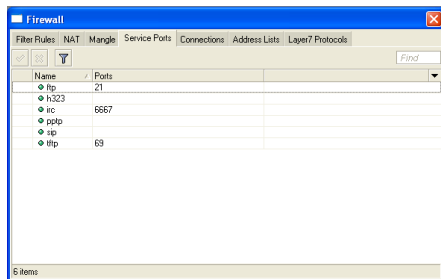 Firewall
Filter Rules NAT Mangle Service Ports Connections Address Lists Layer7 Protocols
Find
Name Ports
ftp 21
h323
irc 6667
pptp
sip
tftp 69
6 items